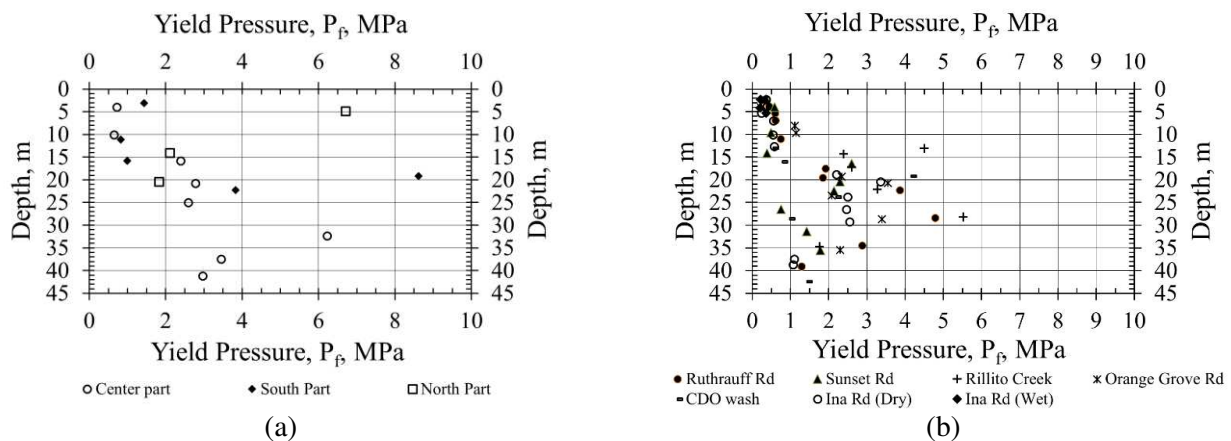 Yield Pressure, Pf, MPa
0 2 4 6 8 10
0 0
5 5
10 10
15 15
20 20
25 25
30 30
35 35
40 40
45 45
Depth, m
Depth, m
0 2 4 6 8 10
Yield Pressure, Pf, MPa
Center part South Part North Part
(a)
Yield Pressure, Pf, MPa
0 1 2 3 4 5 6 7 8 9 10
0 0
5 5
10 10
15 15
20 20
25 25
30 30
35 35
40 40
45 45
Depth, m
Depth, m
0 1 2 3 4 5 6 7 8 9 10
Yield Pressure, Pf, MPa
Ruthrauff Rd Sunset Rd Rillito Creek Orange Grove Rd
CDO wash Ina Rd (Dry) Ina Rd (Wet)
(b)